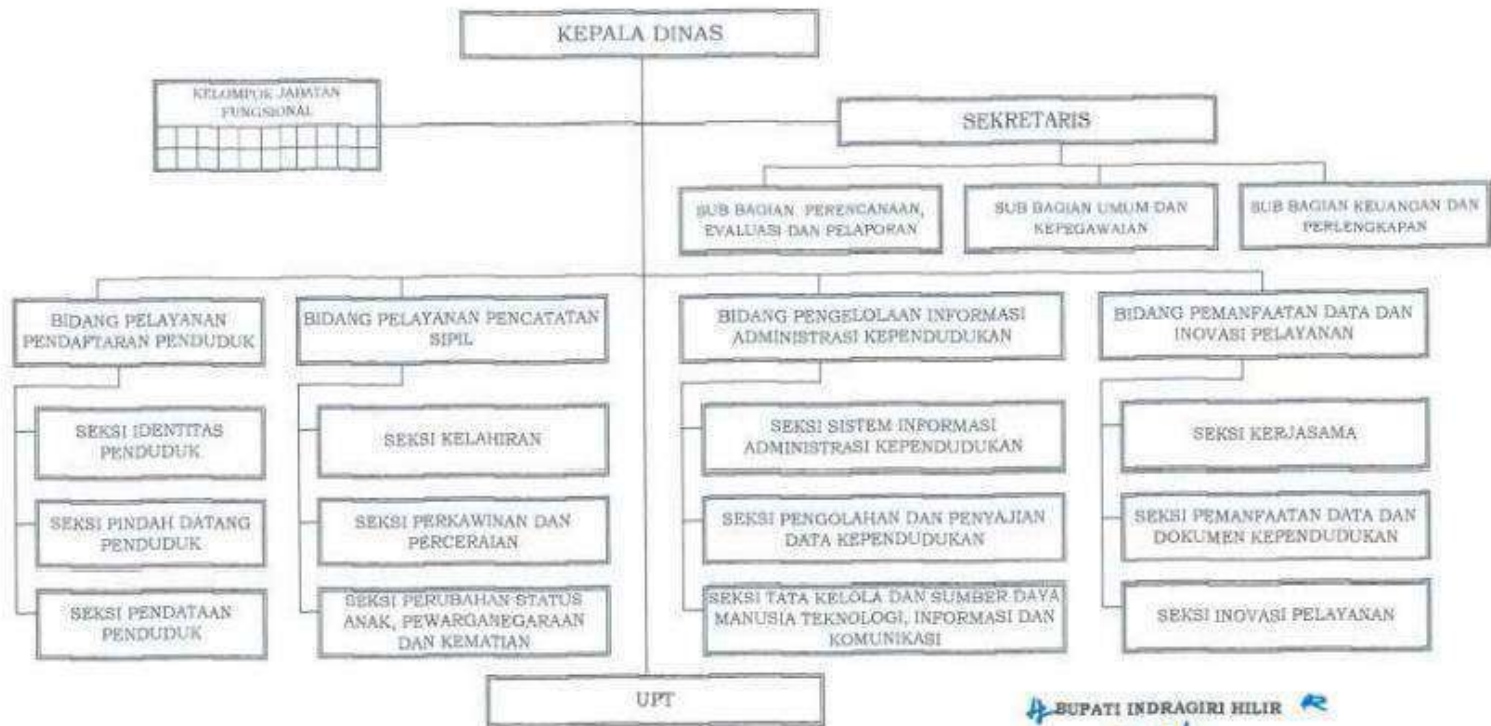 KEPALA DINAS
KELOMPOK JABATAN
FUNGSIONAL
SEKRETARIS
SUB BAGIAN PERENCANAAN,
EVALUASI DAN PELAPORAN
SUB BAGIAN UMUM DAN
KEPEGAWAIAN
SUB BAGIAN KEUANGAN DAN
PERLENGKAPAN
BIDANG PELAYANAN
PENDAFTARAN PENDUDUK
BIDANG PELAYANAN PENCATATAN
SIPIL
BIDANG PENGELOLAAN INFORMASI
ADMINISTRASI KEPENDUDUKAN
BIDANG PEMANFAATAN DATA DAN
INOVASI PELAYANAN
SEKSI IDENTITAS
PENDUDUK
SEKSI KELAHIRAN
SEKSI SISTEM INFORMASI
ADMINISTRASI KEPENDUDUKAN
SEKSI KERJASAMA
SEKSI PINDAH DATANG
PENDUDUK
SEKSI PERKAWINAN DAN
PERCERAIAN
SEKSI PENGOLAHAN DAN PENYAJIAN
DATA KEPENDUDUKAN
SEKSI PEMANFAATAN DATA DAN
DOKUMEN KEPENDUDUKAN
SEKSI PENDATAAN
PENDUDUK
SEKSI PERUBAHAN STATUS
ANAK, PEWARGANEGARAAN
DAN KEMATIAN
SEKSI TATA KELOLA DAN SUMBER DAYA
MANUSIA TEKNOLOGI, INFORMASI DAN
KOMUNIKASI
SEKSI INOVASI PELAYANAN
UPT
BUPATI INDRAGIRI HILIR